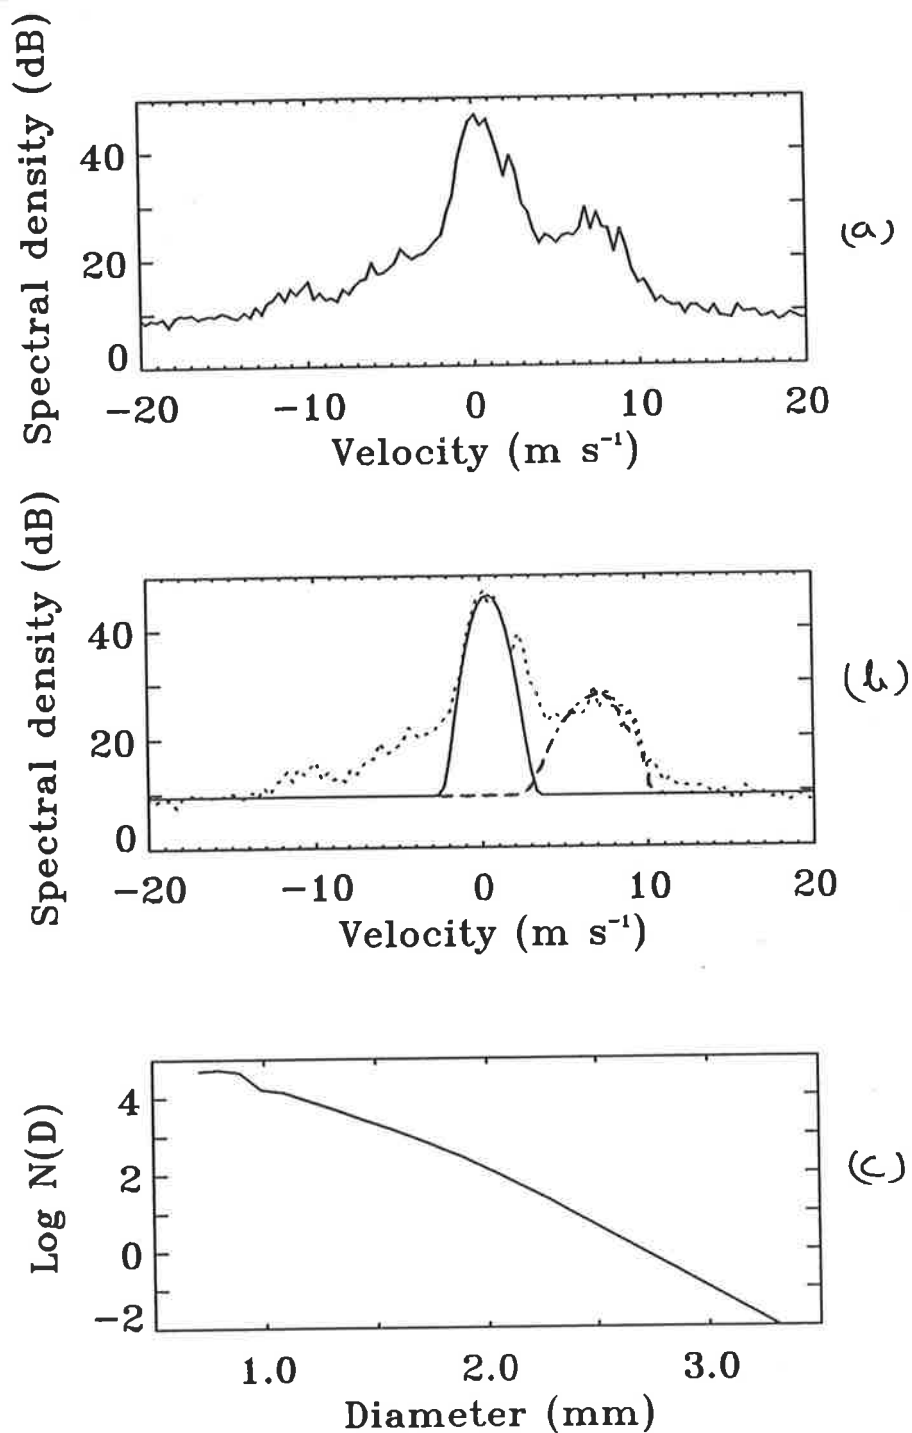 Spectral density (dB)
40
20
0
(a)
−20 −10 0 10 20
Velocity (m s⁻¹)
Spectral density (dB)
40
20
0
(b)
−20 −10 0 10 20
Velocity (m s⁻¹)
Log N(D)
4
2
0
−2
(c)
1.0 2.0 3.0
Diameter (mm)